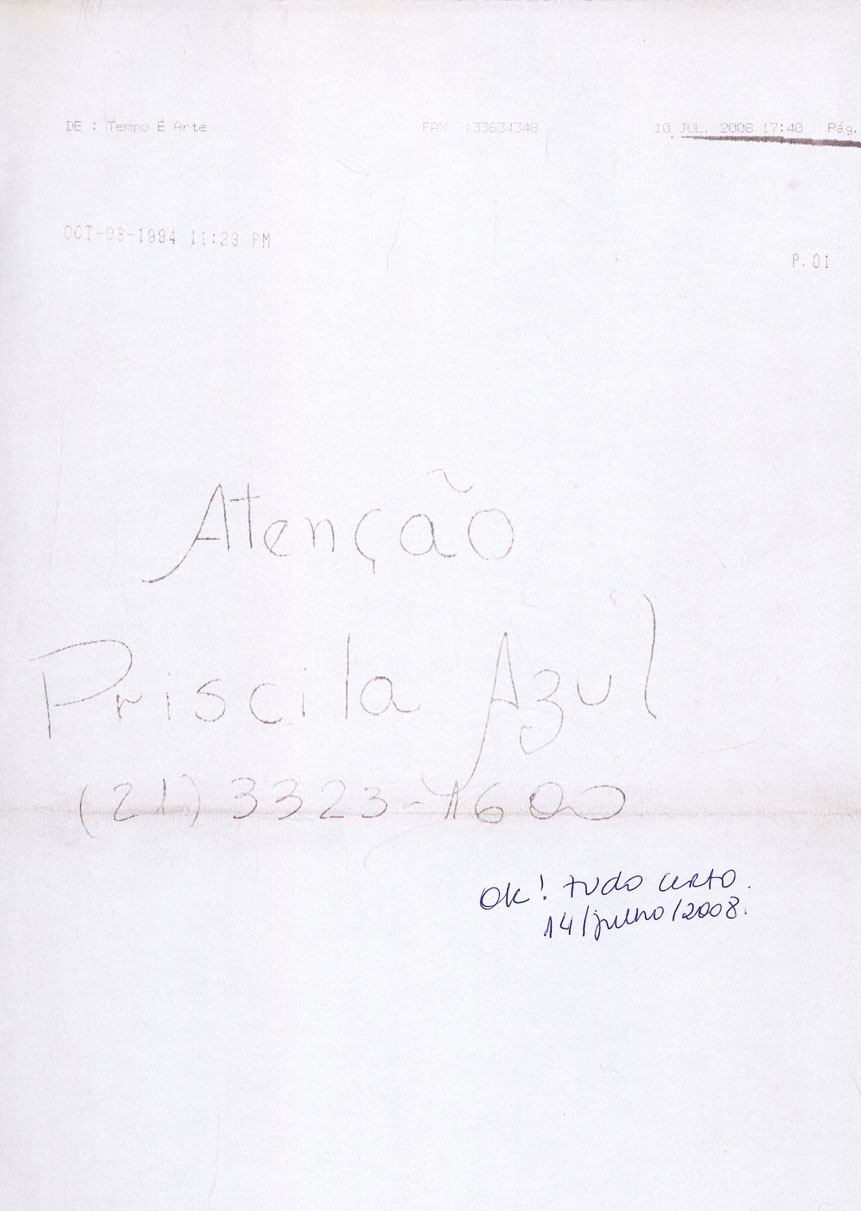 DE : Tempo É Arte FAX :33634348 10 JUL. 2008 17:40 Pág.
OCT-03-1994 11:23 PM
P.01
Atenção
Priscila Azul
(21) 3323-1600
OK! tudo certo.
14/julho/2008.